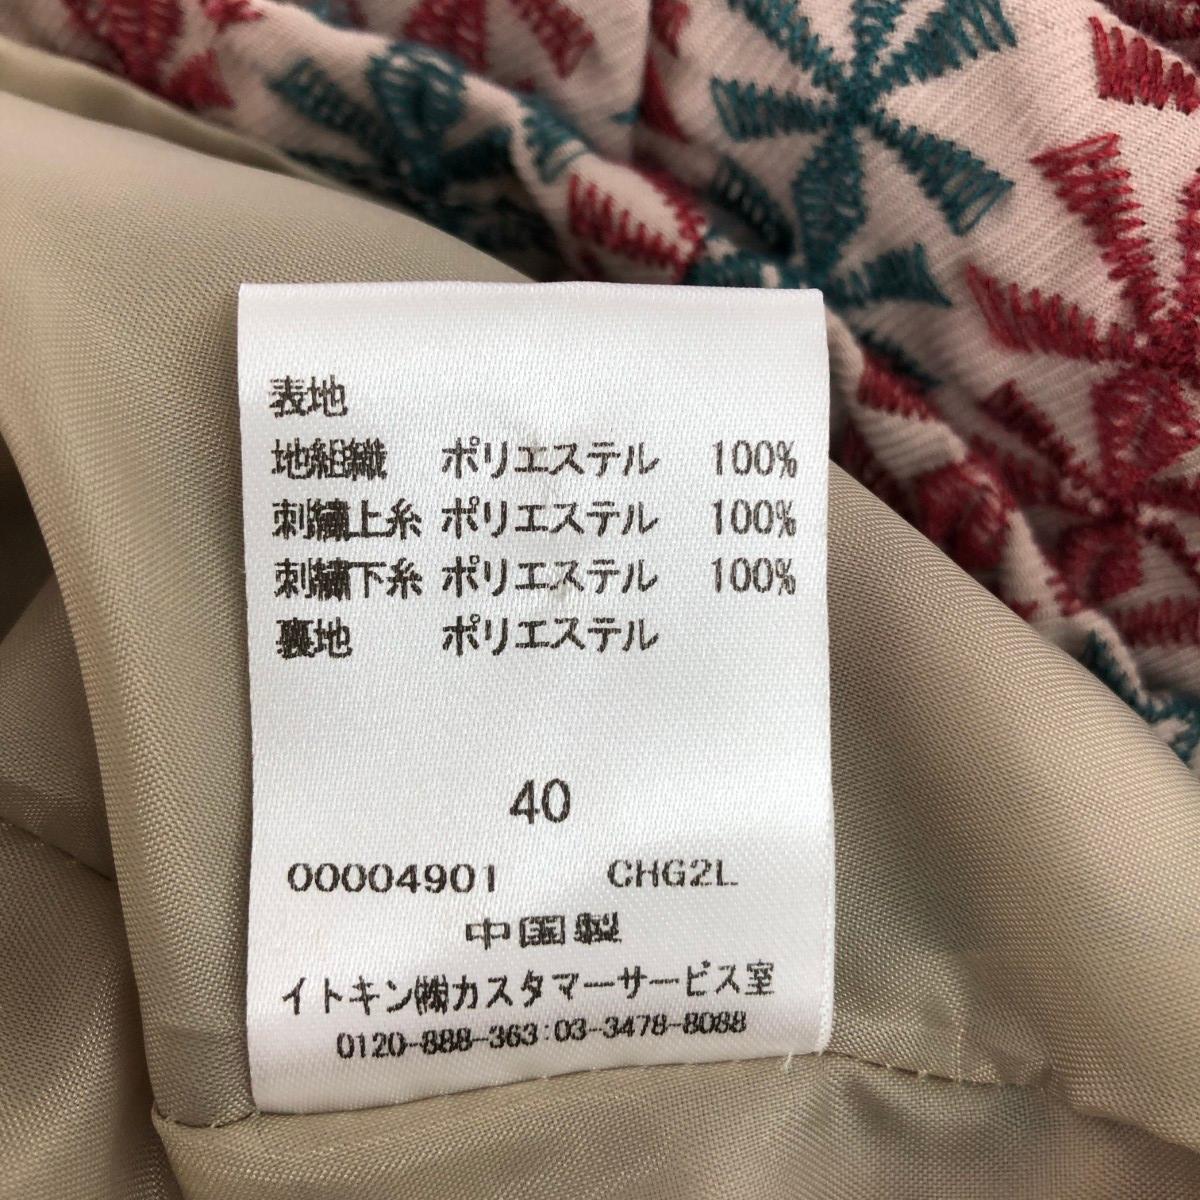 表地
地組織 ポリエステル 100%
刺繍上糸 ポリエステル 100%
刺繍下糸 ポリエステル 100%
裏地 ポリエステル
40
00004901 CHG2L
中国製
イトキン㈱カスタマーサービス室
0120-888-363:03-3478-8088